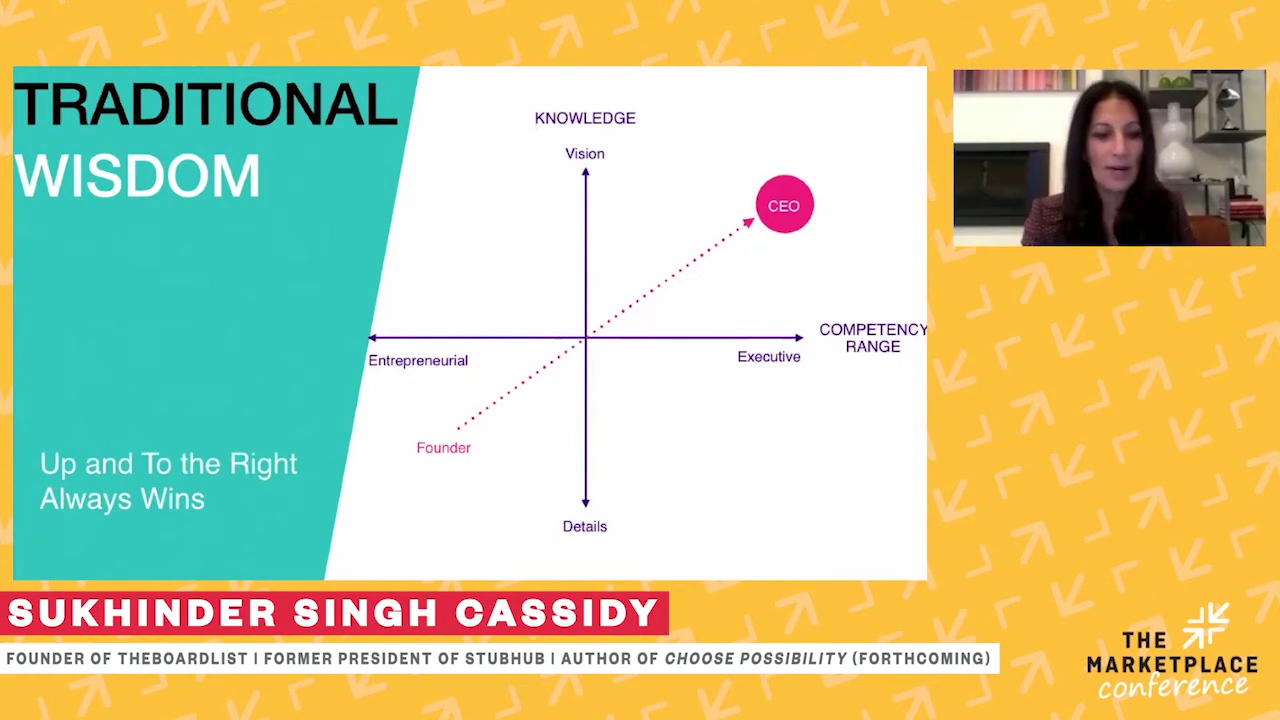 TRADITIONAL
WISDOM
Up and To the Right
Always Wins
KNOWLEDGE
Vision
CEO
COMPETENCY
RANGE
Entrepreneurial
Executive
Founder
Details
SUKHINDER SINGH CASSIDY
FOUNDER OF THEBOARDLIST | FORMER PRESIDENT OF STUBHUB | AUTHOR OF CHOOSE POSSIBILITY (FORTHCOMING)
THE
MARKETPLACE
conference